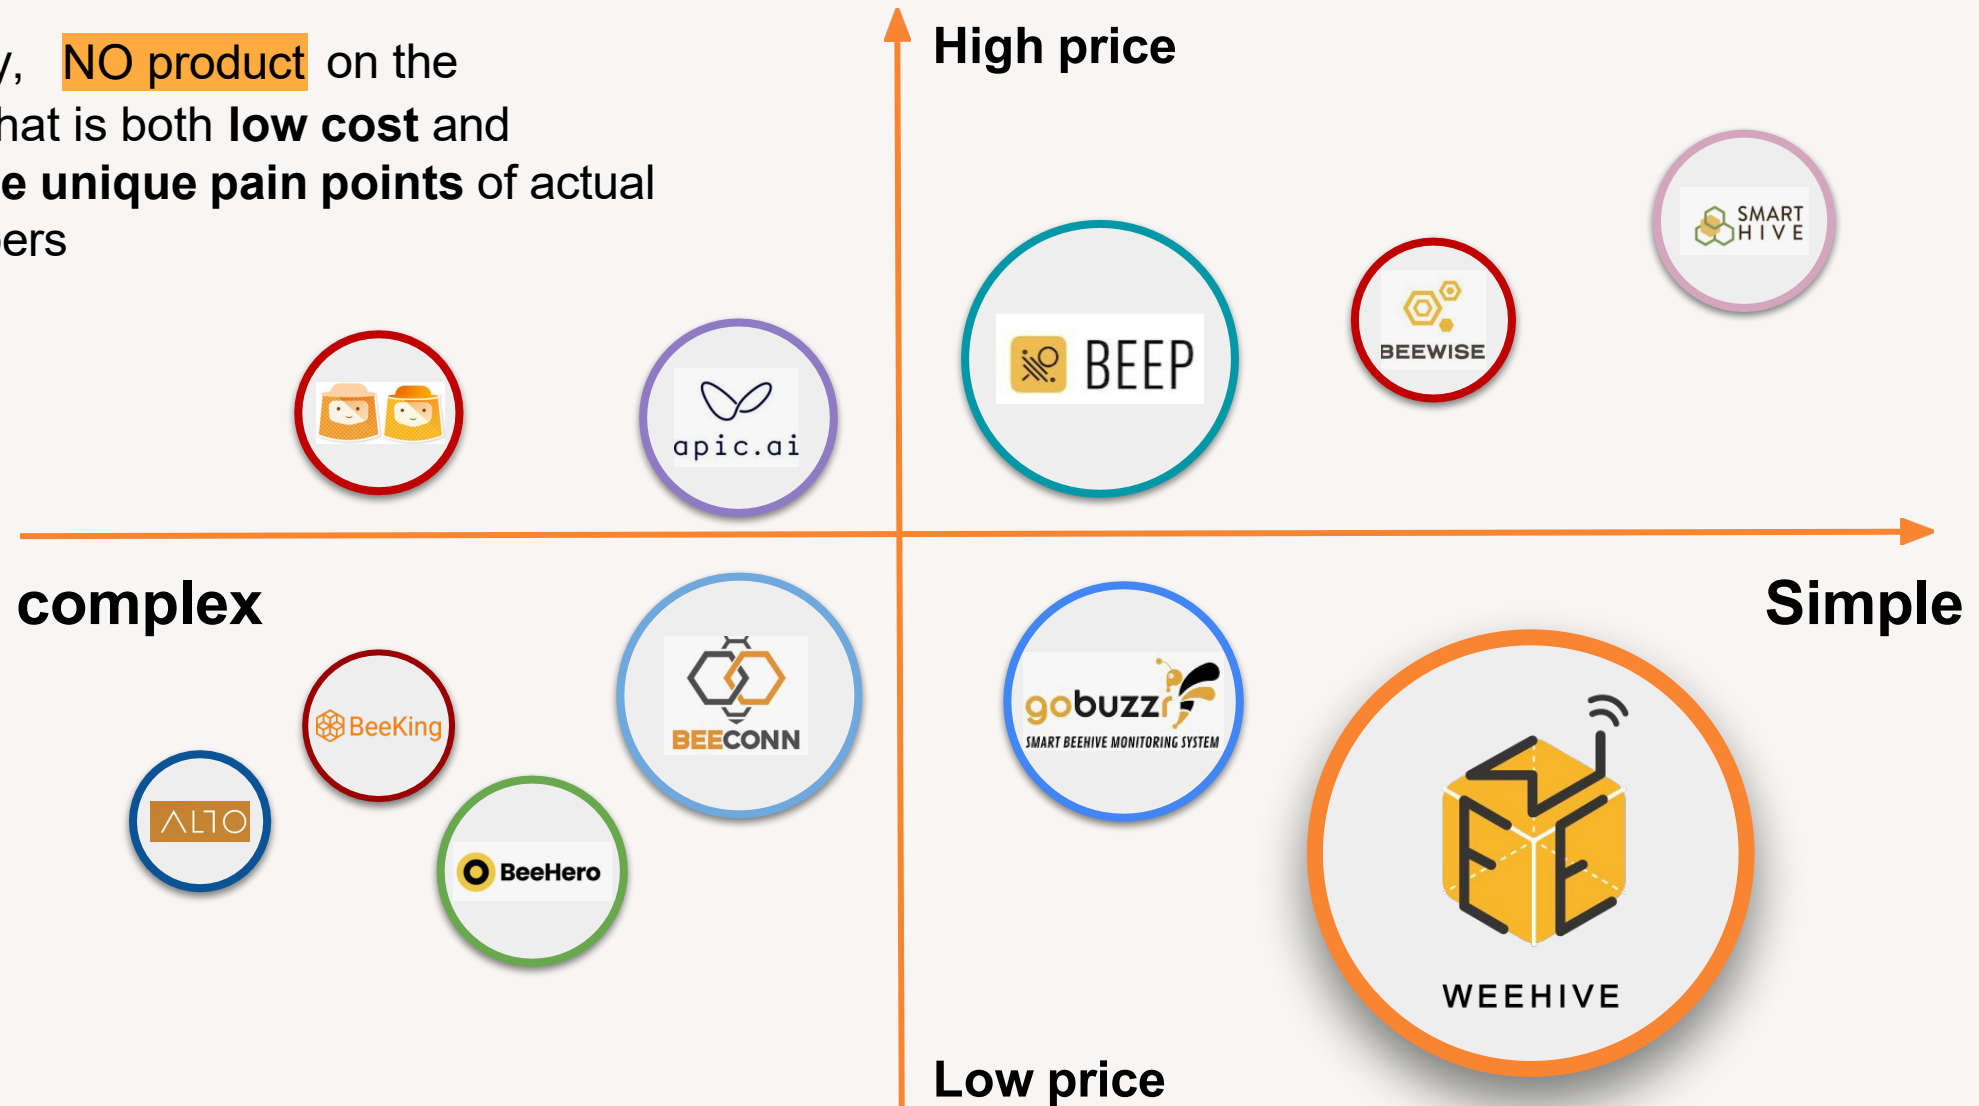 y, NO product on the
hat is both low cost and
e unique pain points of actual
ers
High price
SMART
HIVE
BEEWISE
BEEP
apic.ai
complex
Simple
BEECONN
gobuzzr
SMART BEEHIVE MONITORING SYSTEM
BeeKing
ALTO
BeeHero
WEE
WEEHIVE
Low price